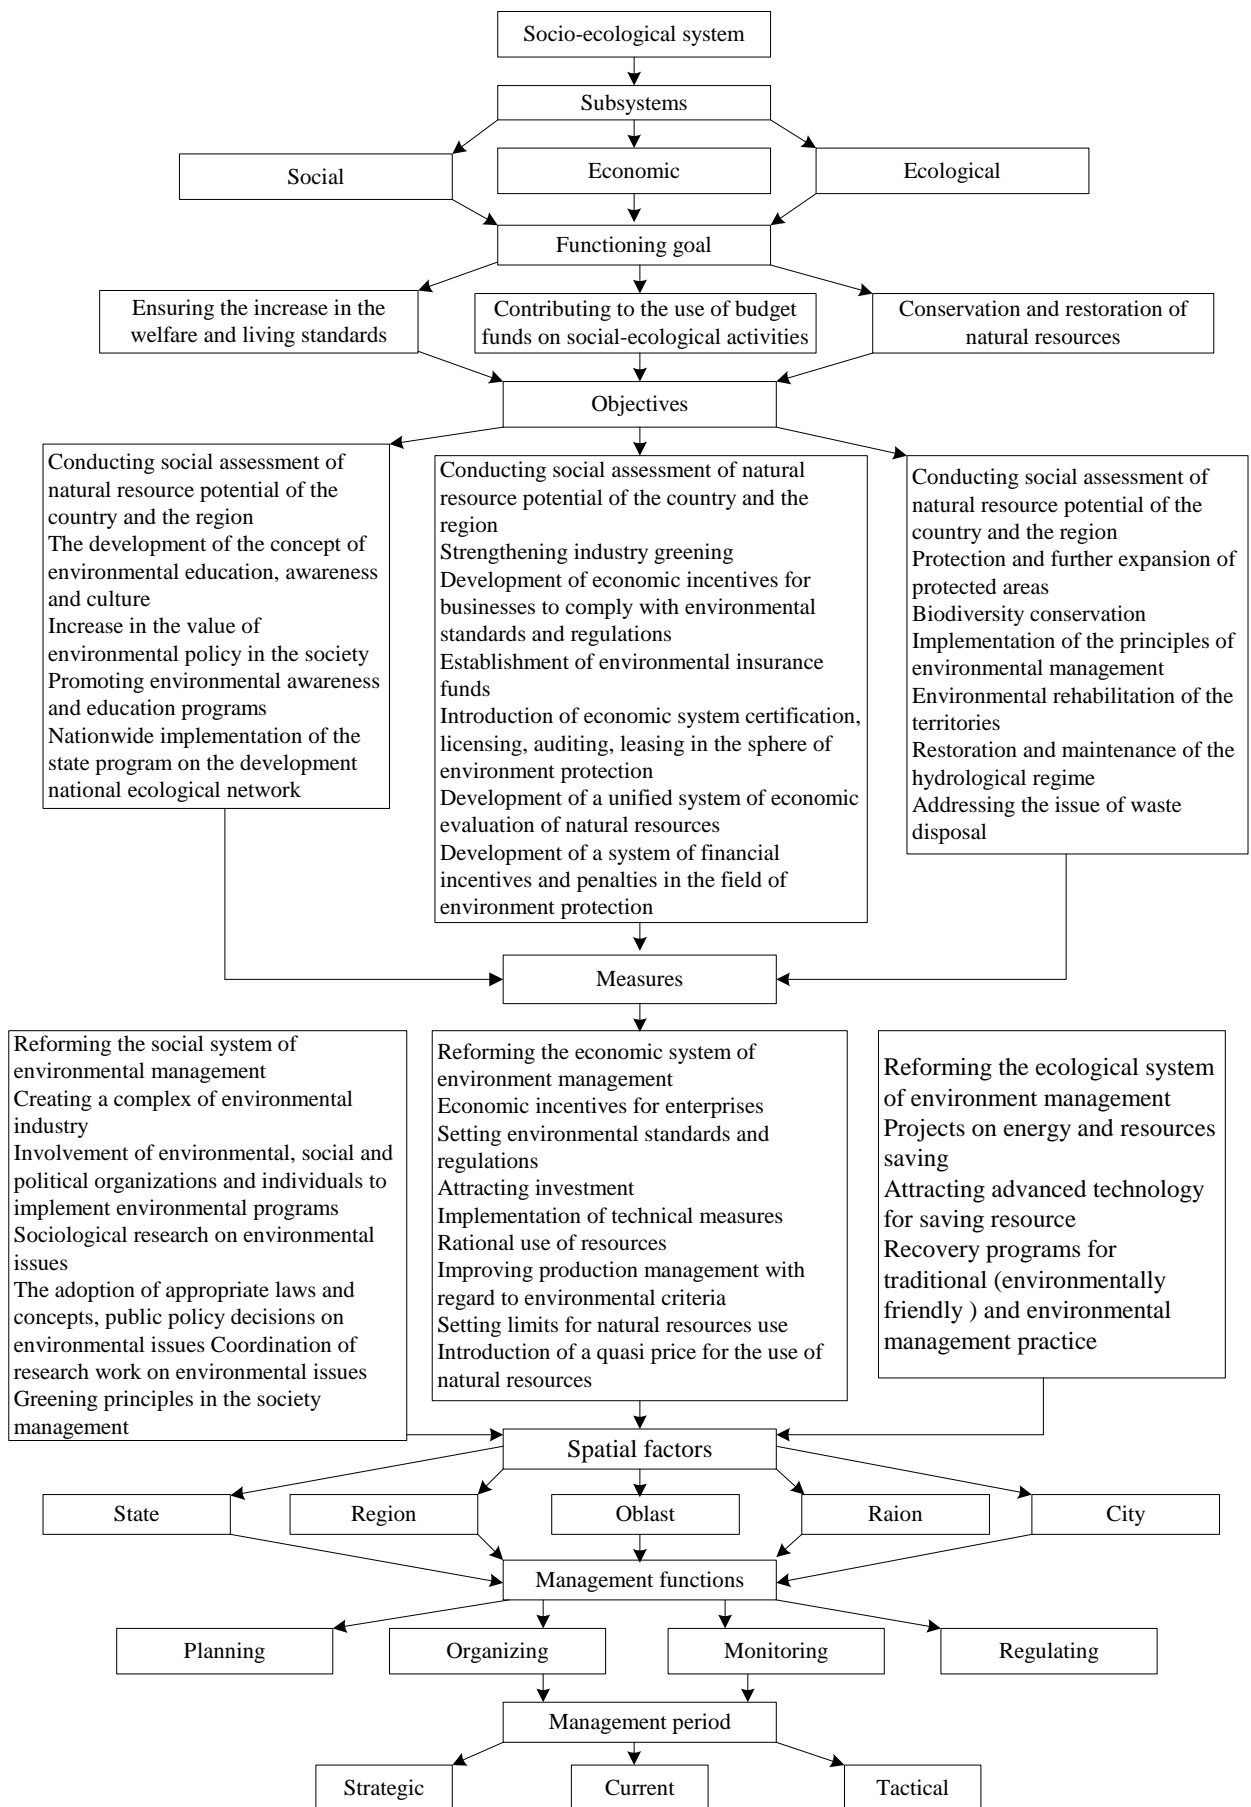 Socio-ecological system
Subsystems
Social
Economic
Ecological
Functioning goal
Ensuring the increase in the
welfare and living standards
Contributing to the use of budget
funds on social-ecological activities
Conservation and restoration of
natural resources
Objectives
Conducting social assessment of
natural resource potential of the
country and the region
The development of the concept of
environmental education, awareness
and culture
Increase in the value of
environmental policy in the society
Promoting environmental awareness
and education programs
Nationwide implementation of the
state program on the development
national ecological network
Conducting social assessment of natural
resource potential of the country and the
region
Strengthening industry greening
Development of economic incentives for
businesses to comply with environmental
standards and regulations
Establishment of environmental insurance
funds
Introduction of economic system certification,
licensing, auditing, leasing in the sphere of
environment protection
Development of a unified system of economic
evaluation of natural resources
Development of a system of financial
incentives and penalties in the field of
environment protection
Conducting social assessment of
natural resource potential of the
country and the region
Protection and further expansion of
protected areas
Biodiversity conservation
Implementation of the principles of
environmental management
Environmental rehabilitation of the
territories
Restoration and maintenance of the
hydrological regime
Addressing the issue of waste
disposal
Measures
Reforming the social system of
environmental management
Creating a complex of environmental
industry
Involvement of environmental, social and
political organizations and individuals to
implement environmental programs
Sociological research on environmental
issues
The adoption of appropriate laws and
concepts, public policy decisions on
environmental issues Coordination of
research work on environmental issues
Greening principles in the society
management
Reforming the economic system of
environment management
Economic incentives for enterprises
Setting environmental standards and
regulations
Attracting investment
Implementation of technical measures
Rational use of resources
Improving production management with
regard to environmental criteria
Setting limits for natural resources use
Introduction of a quasi price for the use of
natural resources
Reforming the ecological system
of environment management
Projects on energy and resources
saving
Attracting advanced technology
for saving resource
Recovery programs for
traditional (environmentally
friendly ) and environmental
management practice
Spatial factors
State
Region
Oblast
Raion
City
Management functions
Planning
Organizing
Monitoring
Regulating
Management period
Strategic
Current
Tactical